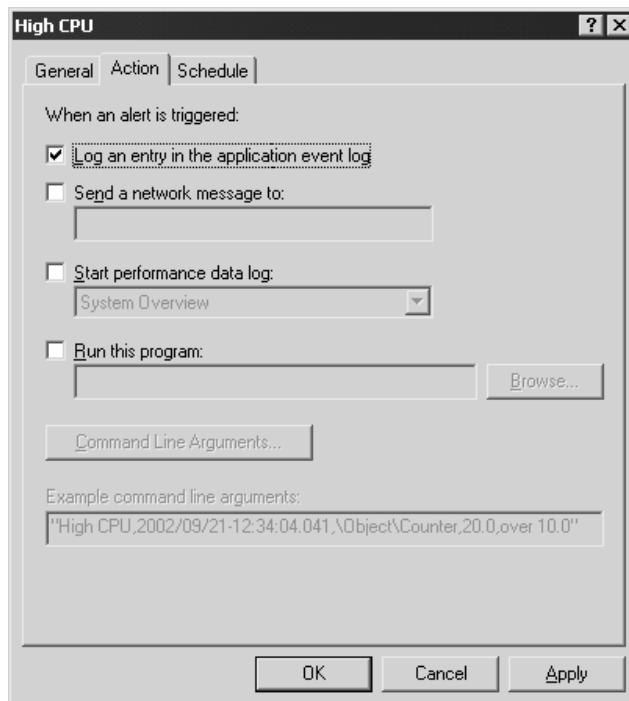 High CPU
General Action Schedule
When an alert is triggered:
Log an entry in the application event log
Send a network message to:
Start performance data log:
System Overview
Run this program:
Browse...
Command Line Arguments...
Example command line arguments:
"High CPU,2002/09/21-12:34:04.041,\Object\Counter,20.0,over 10.0"
OK Cancel Apply